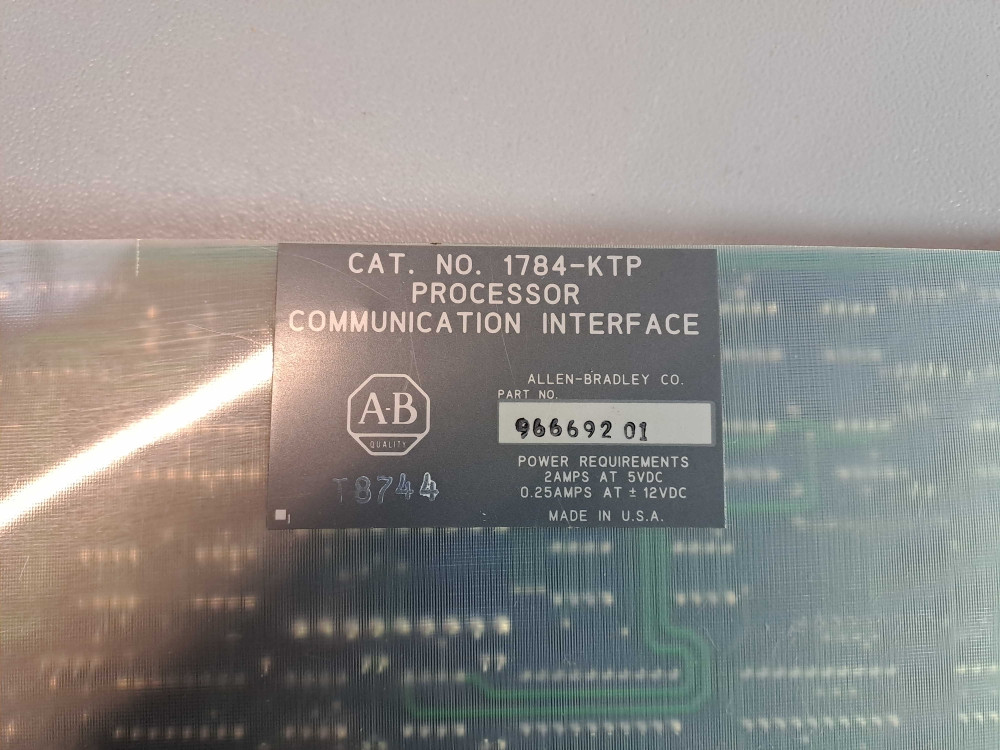 CAT. NO. 1784-KTP
PROCESSOR
COMMUNICATION INTERFACE
ALLEN-BRADLEY CO.
PART NO.
966692 01
A-B
QUALITY
POWER REQUIREMENTS
2AMPS AT 5VDC
0.25AMPS AT ± 12VDC
T8744
MADE IN U.S.A.